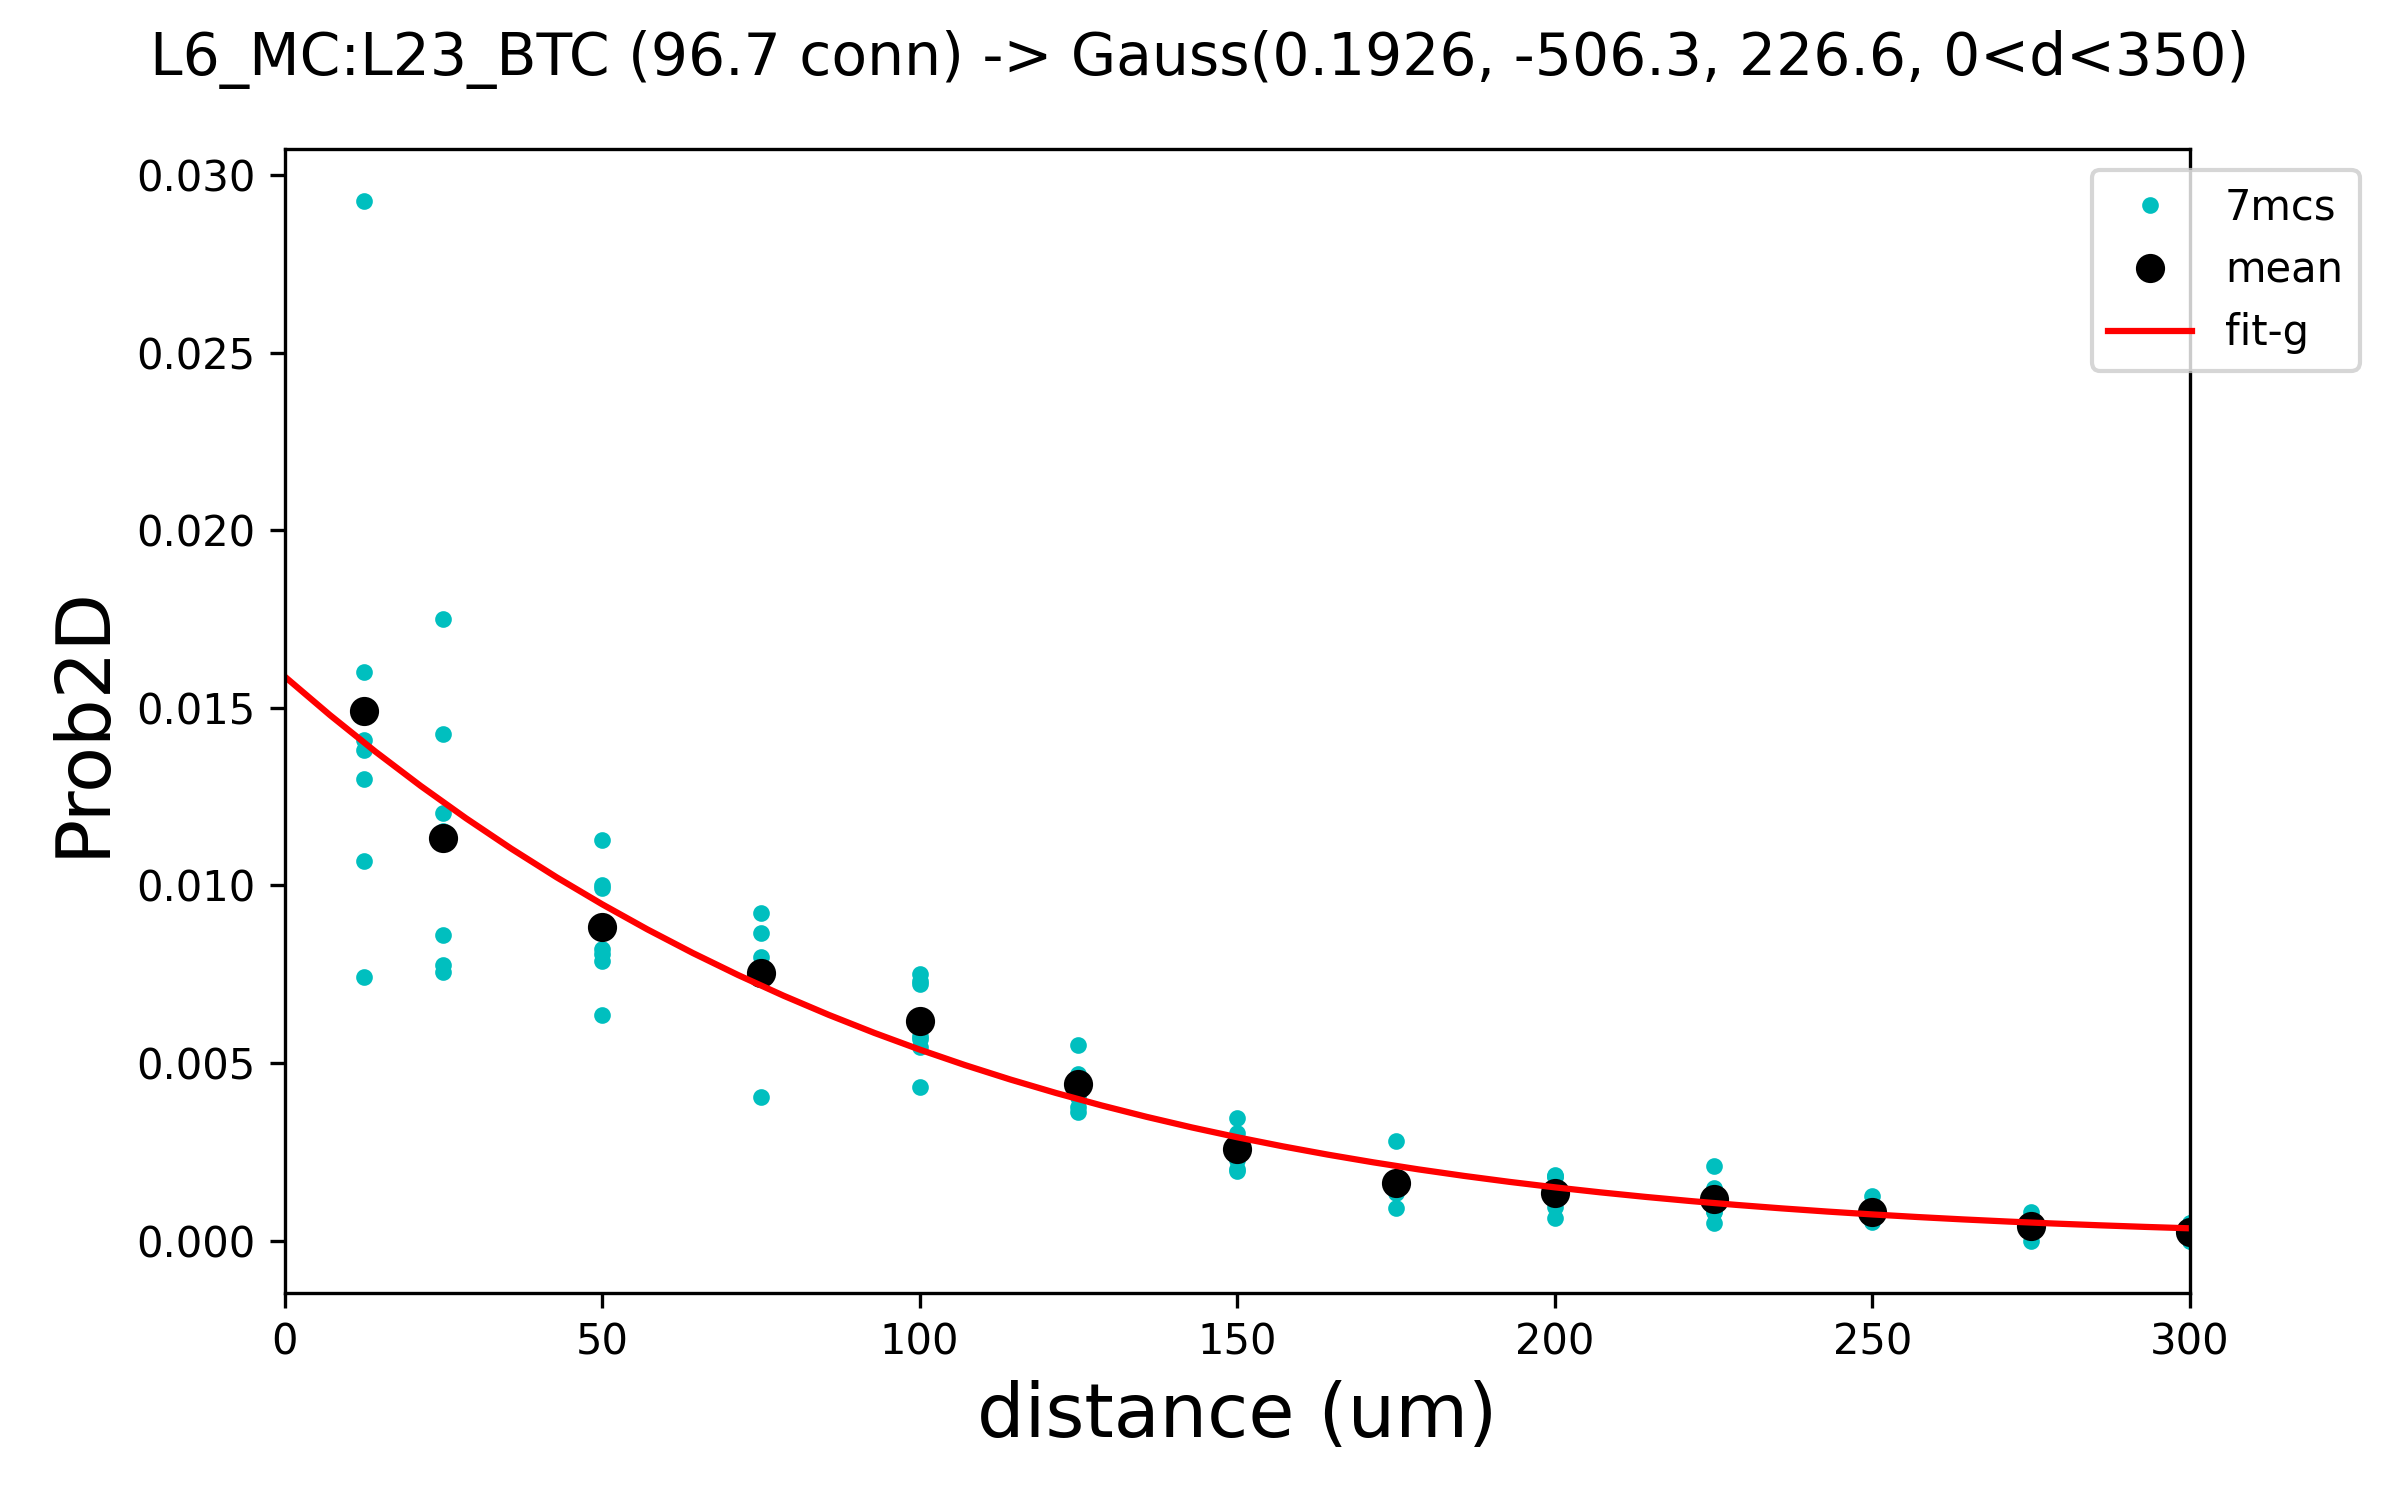 L6_MC:L23_BTC (96.7 conn) -> Gauss(0.1926, -506.3, 226.6, 0<d<350)
0.030
0.025
0.020
0.015
0.010
0.005
0.000
Prob2D
7mcs
mean
fit-g
0 50 100 150 200 250 300
distance (um)